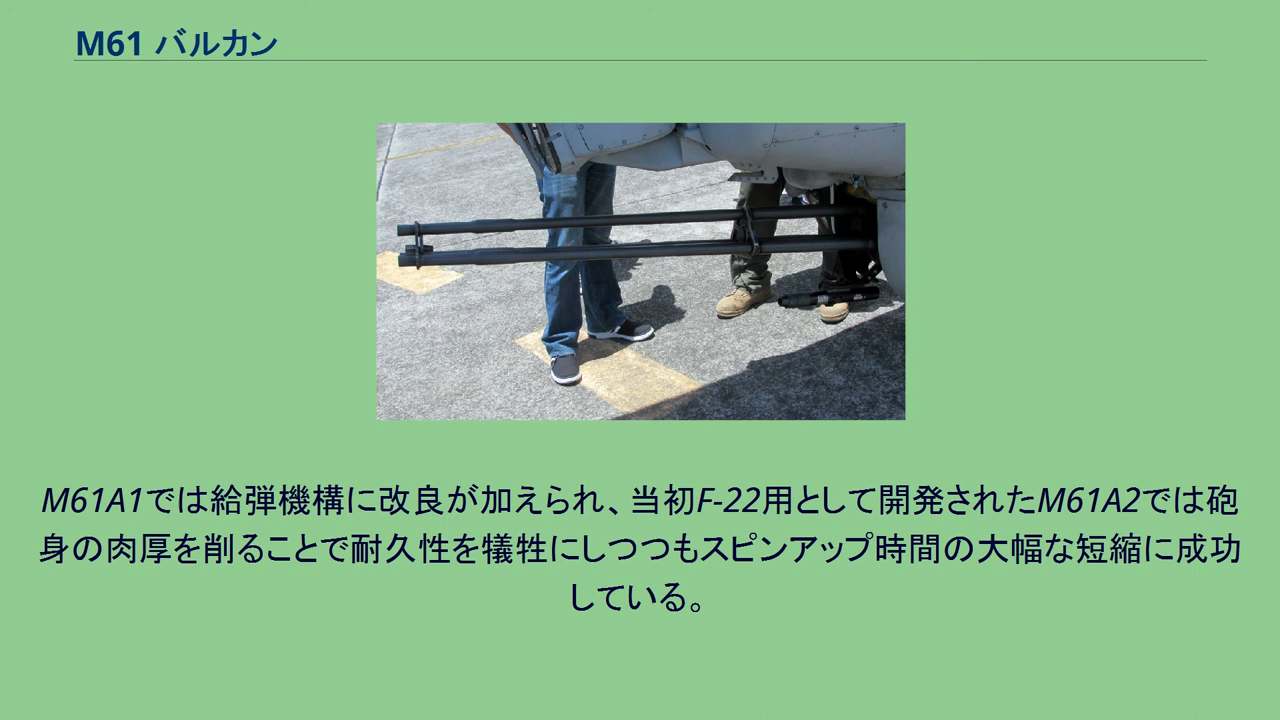 M61 バルカン
M61A1では給弾機構に改良が加えられ、当初F-22用として開発されたM61A2では砲
身の肉厚を削ることで耐久性を犠牲にしつつもスピンアップ時間の大幅な短縮に成功
している。